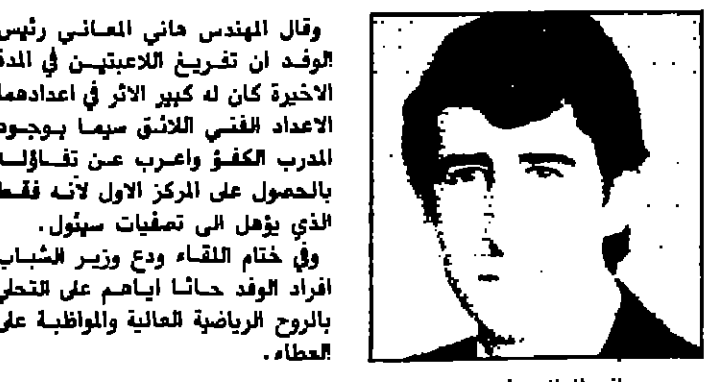 وقال المهندس هاني المعاني رئيس
الوفد ان تفريغ اللاعبتين في المدة
الاخيرة كان له كبير الاثر في اعدادهما
الاعداد الفني اللائق سيما بوجود
المدرب الكفؤ واعرب عن تفاؤله
بالحصول على المركز الاول لأنه فقط
الذي يؤهل الى تصفيات سيئول.
وفي ختام اللقاء ودع وزير الشباب
افراد الوفد حاثا اياهم على التحلي
بالروح الرياضية العالية والمواظبة على
العطاء.